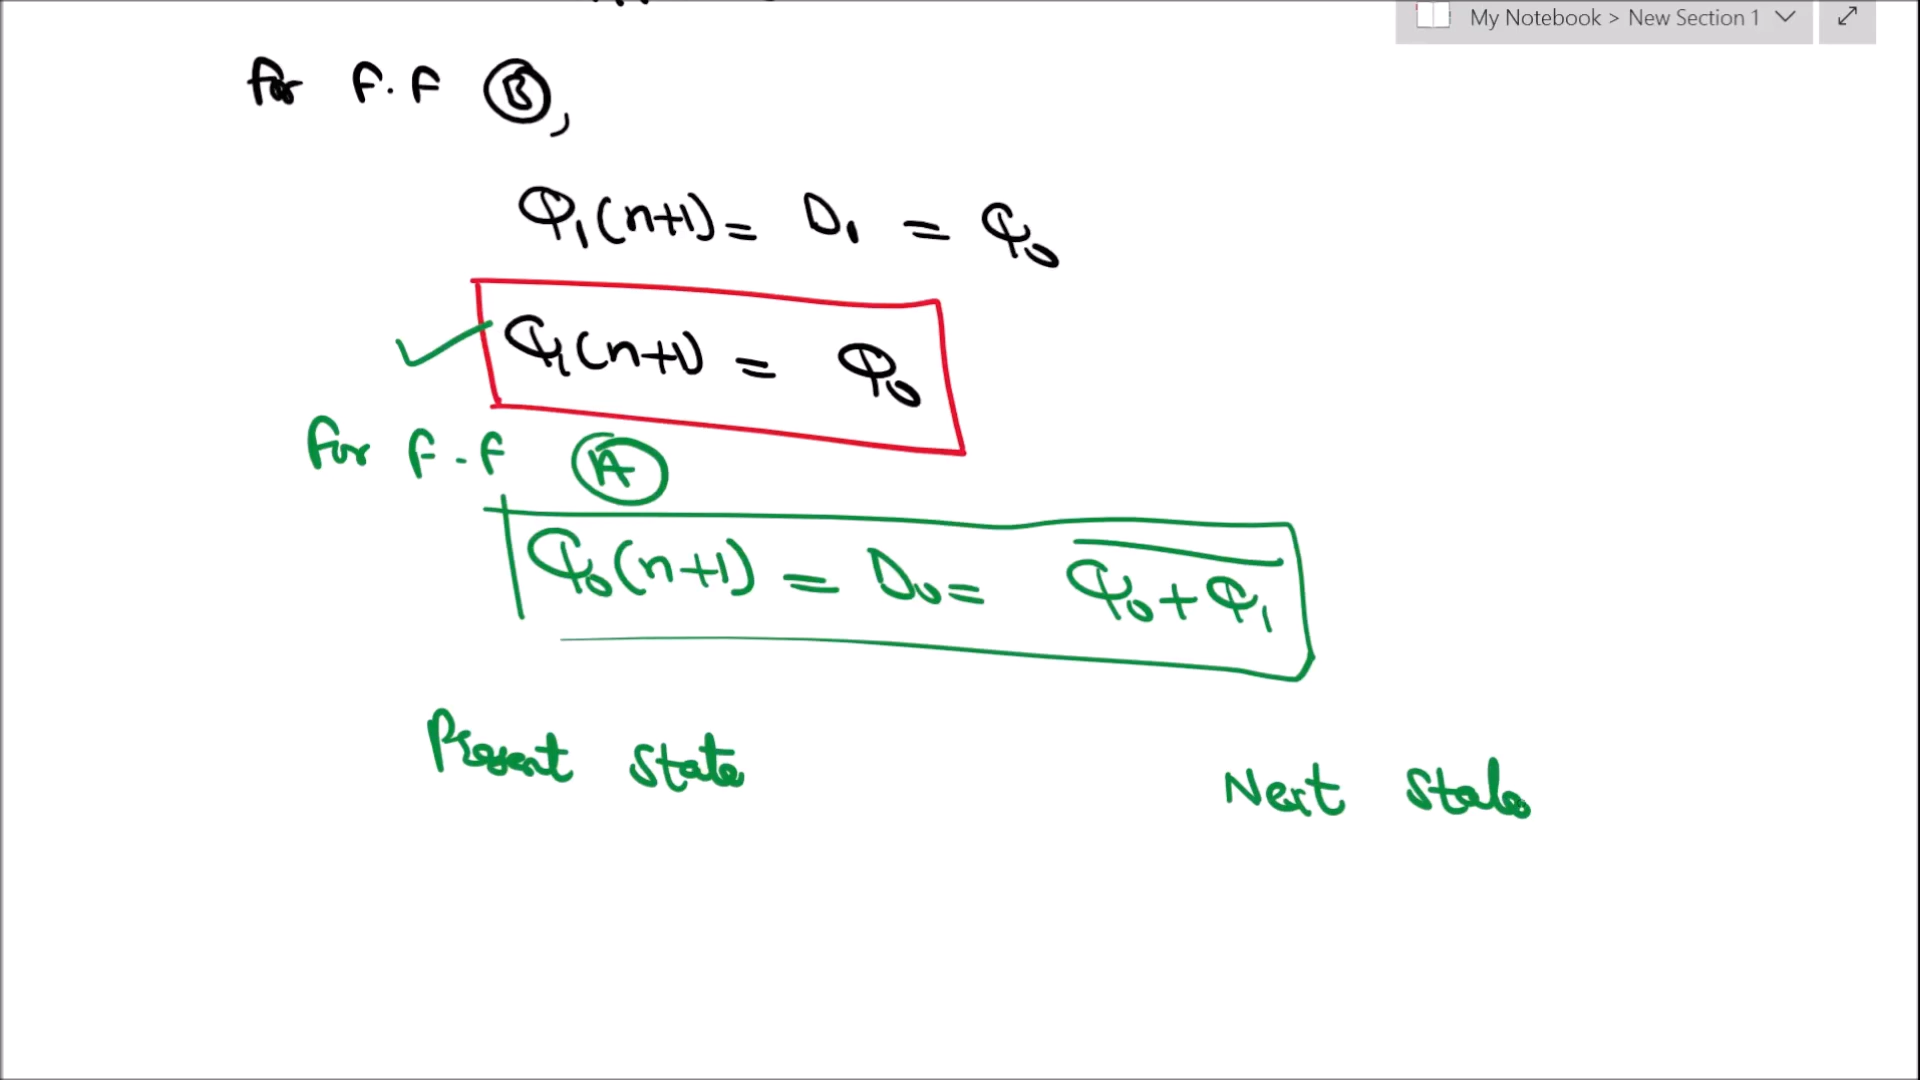 My Notebook > New Section 1
For F.F B,
Q₁(n+1) = D₁ = Q₀
Q₁(n+1) = Q₀
For F-F A
Q₀(n+1) = D₀ = \overline{Q₀+Q₁}
Present State
Next State